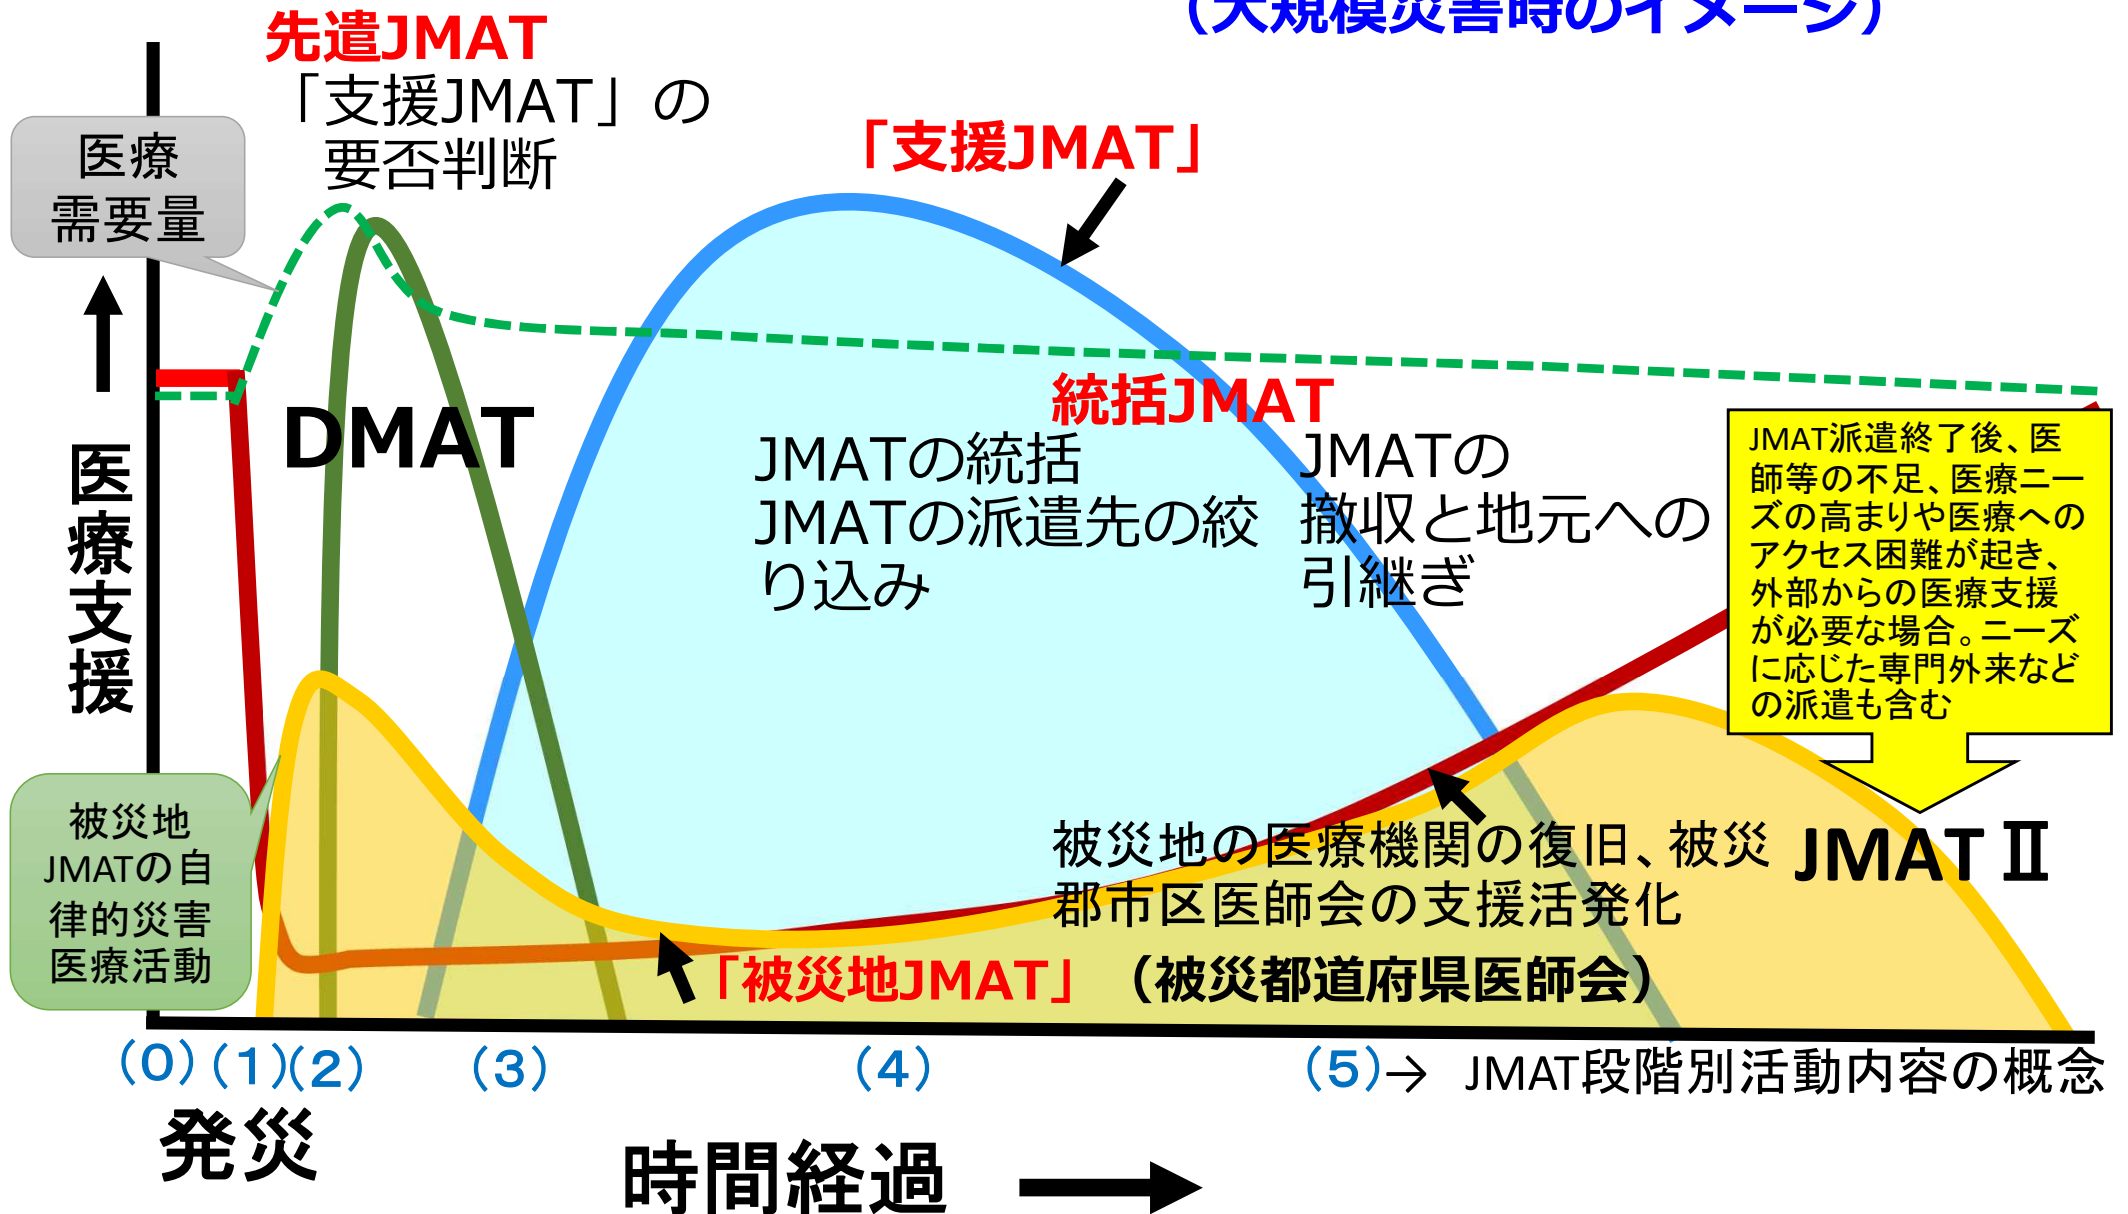 （大規模災害時のイメージ）
先遣JMAT
「支援JMAT」の
要否判断
医療
需要量
「支援JMAT」
医療支援
DMAT
統括JMAT
JMATの統括
JMATの派遣先の絞
り込み
JMATの
撤収と地元への
引継ぎ
JMAT派遣終了後、医
師等の不足、医療ニー
ズの高まりや医療への
アクセス困難が起き、
外部からの医療支援
が必要な場合。ニーズ
に応じた専門外来など
の派遣も含む
被災地
JMATの自
律的災害
医療活動
被災地の医療機関の復旧、被災
郡市区医師会の支援活発化
JMATⅡ
「被災地JMAT」（被災都道府県医師会）
（0）（1）（2）（3）（4）（5）→ JMAT段階別活動内容の概念
発災
時間経過